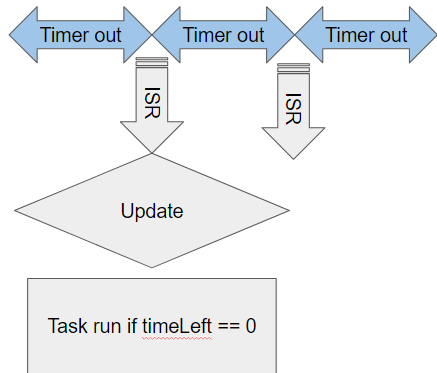 Timer out
Timer out
Timer out
ISR
ISR
Update
Task run if timeLeft == 0